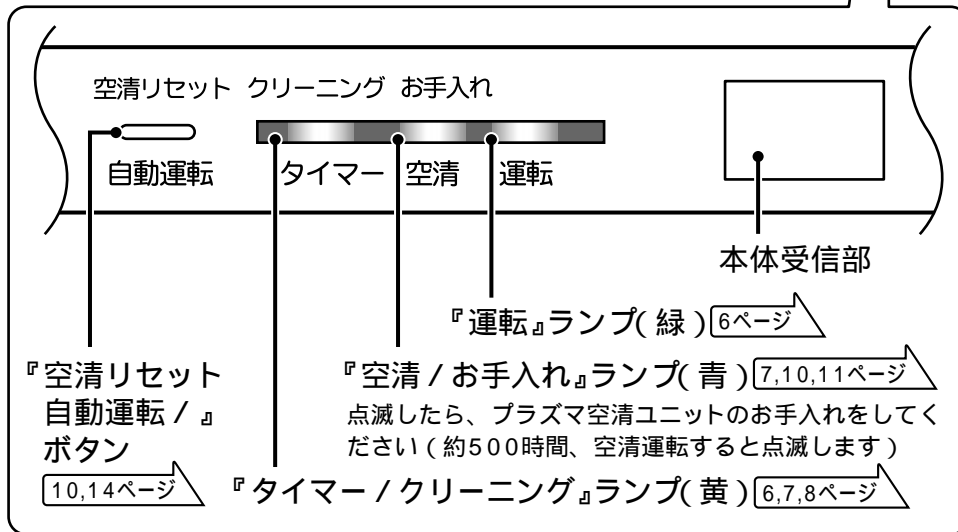 空清リセット クリーニング お手入れ
自動運転 タイマー 空清 運転
本体受信部
『運転』ランプ(緑) 6ページ
『空清/お手入れ』ランプ(青) 7,10,11ページ
点滅したら、プラズマ空清ユニットのお手入れをしてく
ださい(約500時間、空清運転すると点滅します)
『空清リセット
自動運転/』
ボタン
10,14ページ
『タイマー/クリーニング』ランプ(黄) 6,7,8ページ